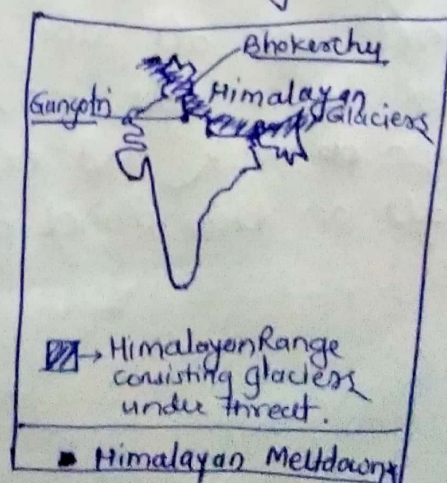 Bhokerchy
Gangotri
Himalayan
Glaciers
→ Himalayan Range
consisting glaciers
under threat.
Himalayan Meltdown